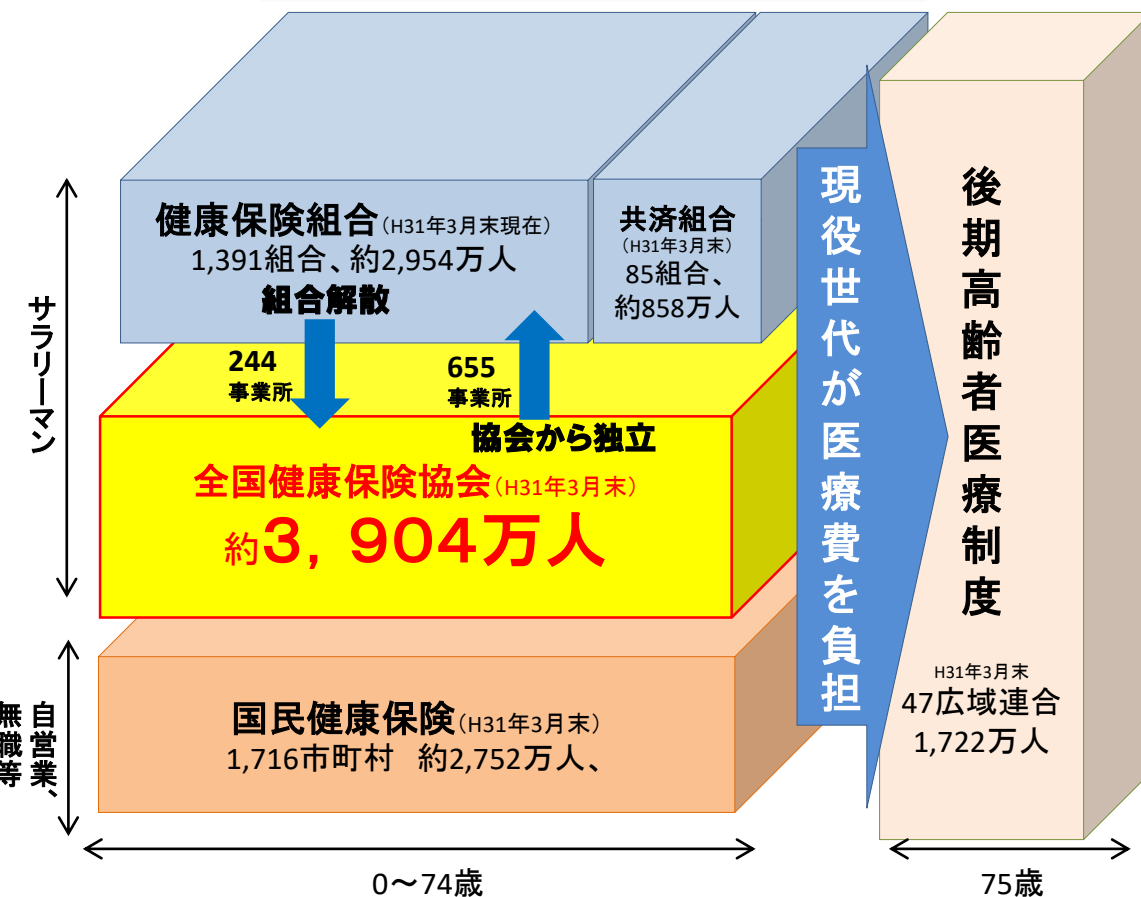 健康保険組合(H31年3月末現在)
1,391組合、約2,954万人
組合解散
共済組合
(H31年3月末)
85組合、
約858万人
サラリーマン
244
事業所
655
事業所
協会から独立
全国健康保険協会(H31年3月末)
約3,904万人
国民健康保険(H31年3月末)
1,716市町村 約2,752万人、
自営業、
無職等
現役世代が医療費を負担
後期高齢者医療制度
H31年3月末
47広域連合
1,722万人
0～74歳
75歳